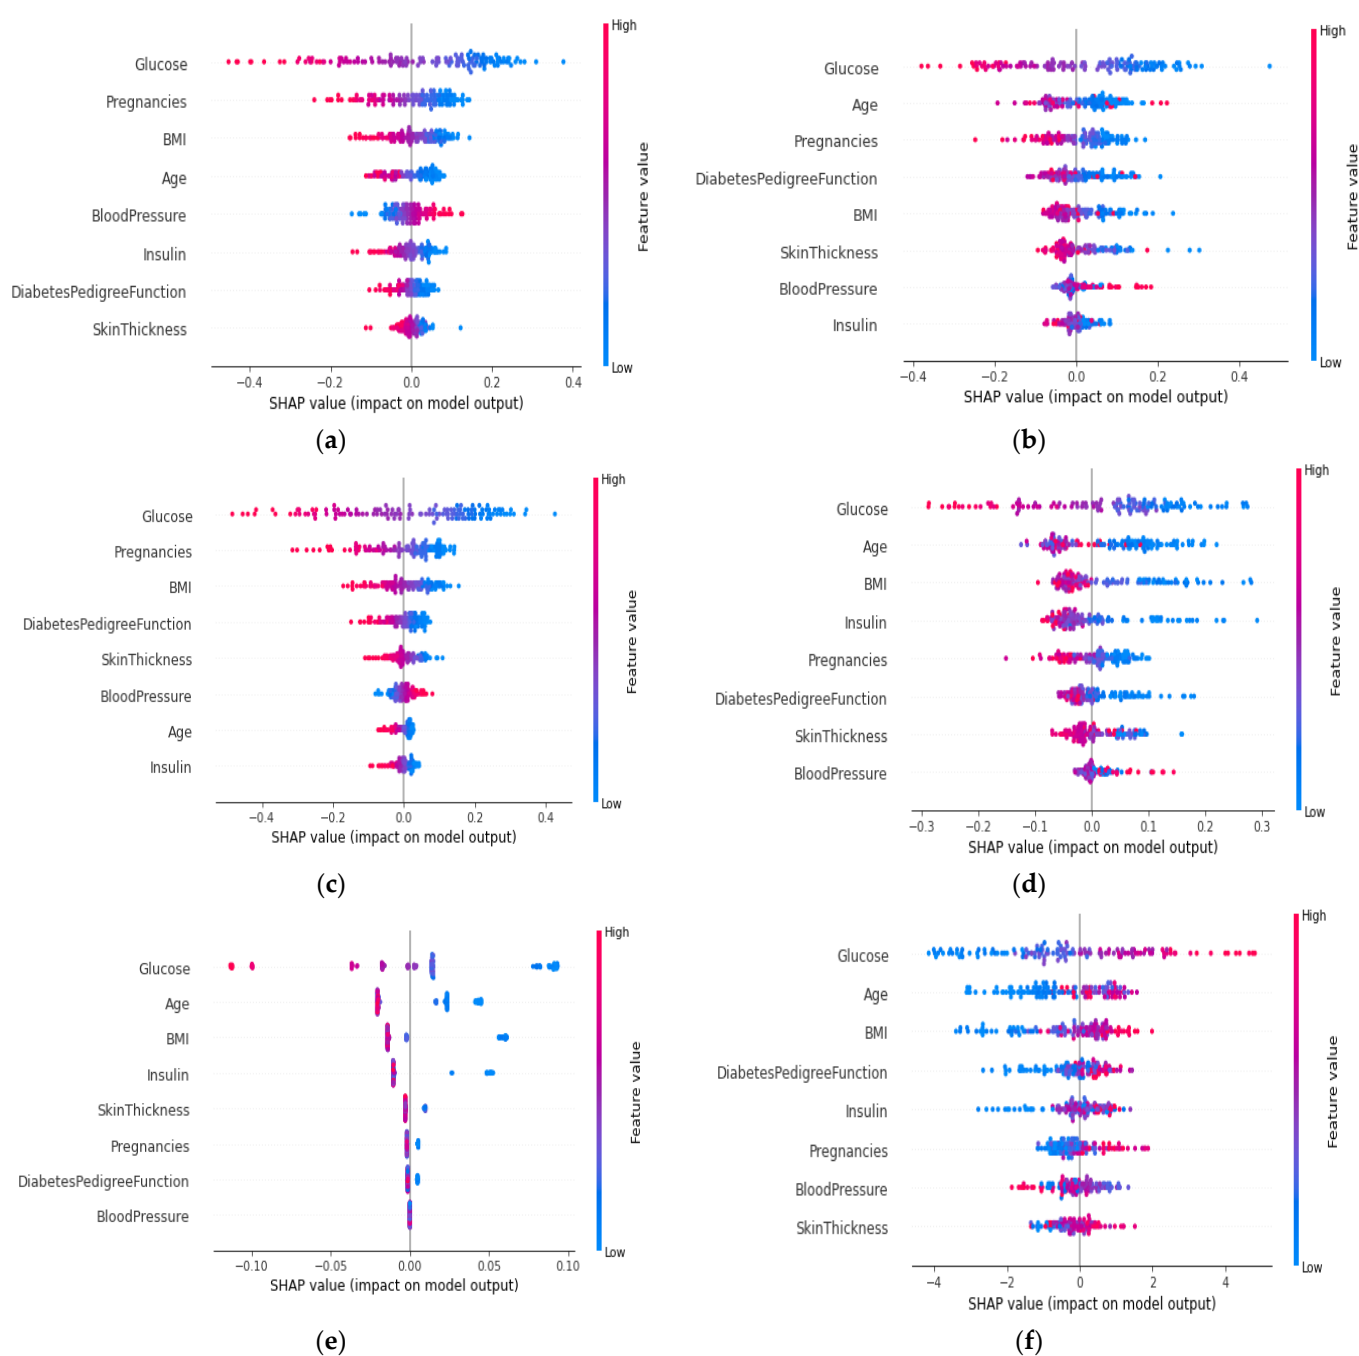 High
Glucose
Pregnancies
BMI
Age
BloodPressure
Insulin
DiabetesPedigreeFunction
SkinThickness
Low
Feature value
−0.4 −0.2 0.0 0.2 0.4
SHAP value (impact on model output)
(a)
High
Glucose
Age
Pregnancies
DiabetesPedigreeFunction
BMI
SkinThickness
BloodPressure
Insulin
Low
Feature value
−0.4 −0.2 0.0 0.2 0.4
SHAP value (impact on model output)
(b)
High
Glucose
Pregnancies
BMI
DiabetesPedigreeFunction
SkinThickness
BloodPressure
Age
Insulin
Low
Feature value
−0.4 −0.2 0.0 0.2 0.4
SHAP value (impact on model output)
(c)
High
Glucose
Age
BMI
Insulin
Pregnancies
DiabetesPedigreeFunction
SkinThickness
BloodPressure
Low
Feature value
−0.3 −0.2 −0.1 0.0 0.1 0.2 0.3
SHAP value (impact on model output)
(d)
High
Glucose
Age
BMI
Insulin
SkinThickness
Pregnancies
DiabetesPedigreeFunction
BloodPressure
Low
Feature value
−0.10 −0.05 0.00 0.05 0.10
SHAP value (impact on model output)
(e)
High
Glucose
Age
BMI
DiabetesPedigreeFunction
Insulin
Pregnancies
BloodPressure
SkinThickness
Low
Feature value
−4 −2 0 2 4
SHAP value (impact on model output)
(f)